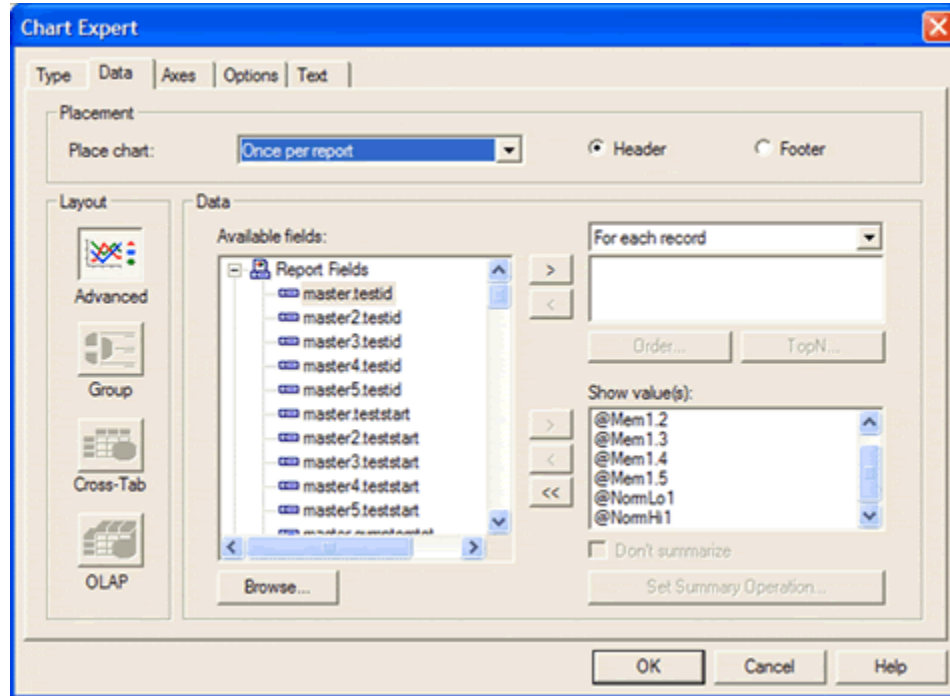 Chart Expert
Type Data Axes Options Text
Placement
Place chart: Once per report Header Footer
Layout
Advanced
Group
Cross-Tab
OLAP
Data
Available fields:
Report Fields
master.testid
master2.testid
master3.testid
master4.testid
master5.testid
master.teststart
master2.teststart
master3.teststart
master4.teststart
master5.teststart
Browse...
For each record
>
<
Order... TopN...
Show value(s):
@Mem1.2
@Mem1.3
@Mem1.4
@Mem1.5
@NormLo1
@NormHi1
>
<
<<
Don't summarize
Set Summary Operation...
OK Cancel Help